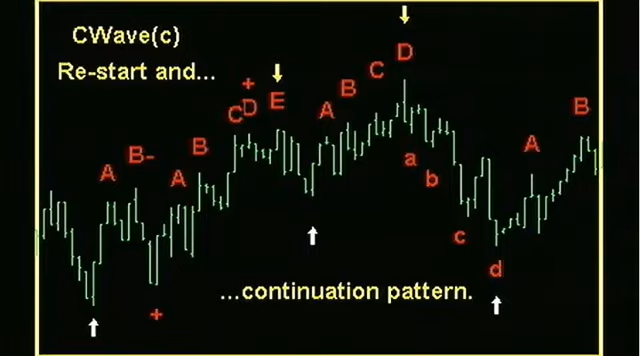 CWave(c)
Re-start and...
D
C
B
+
C D E
A
B
B-
B
A
A
A
a
b
c
d
+
...continuation pattern.